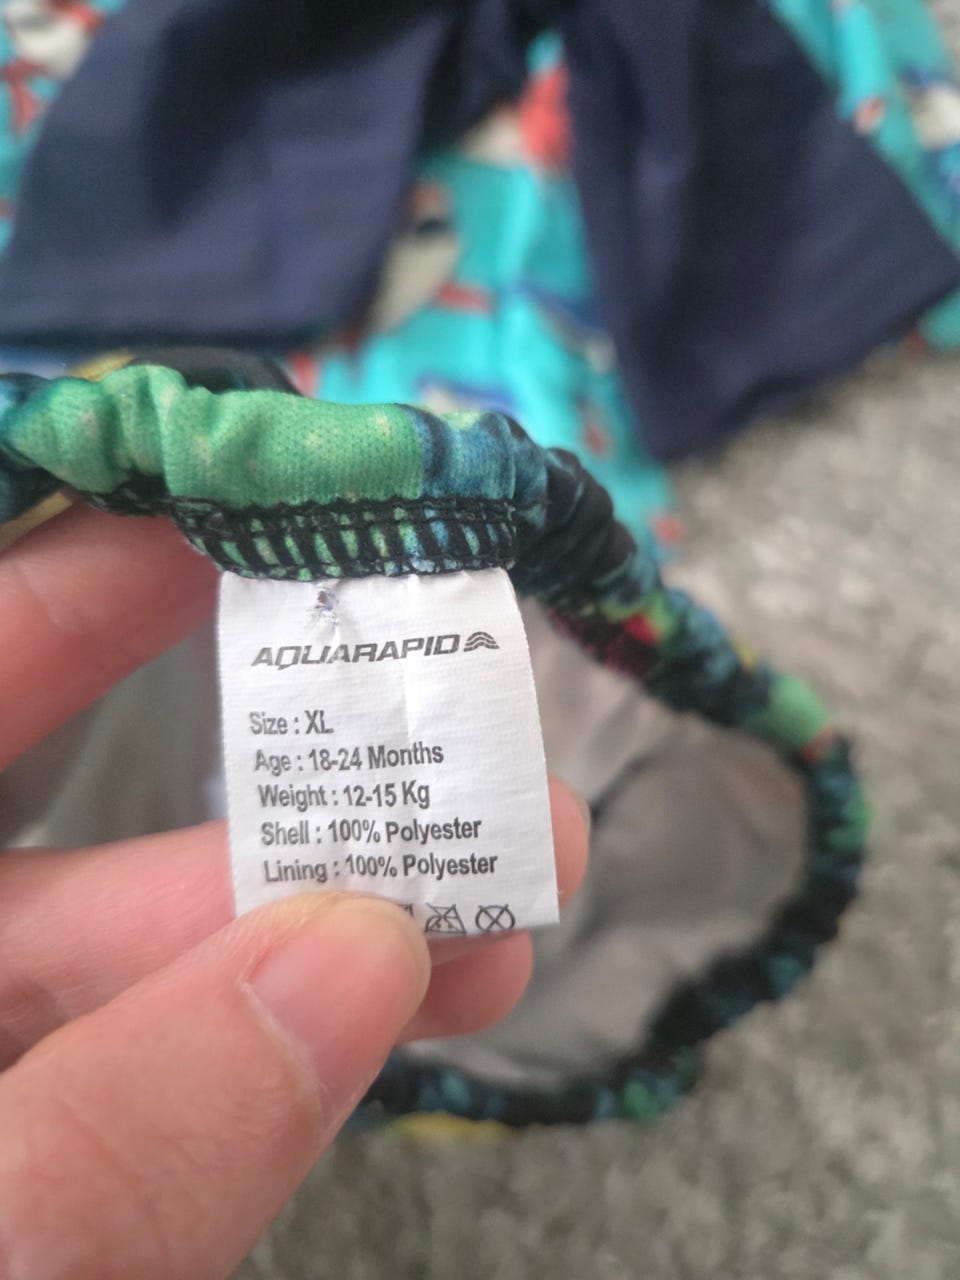 AQUARAPID
Size : XL
Age : 18-24 Months
Weight : 12-15 Kg
Shell : 100% Polyester
Lining : 100% Polyester